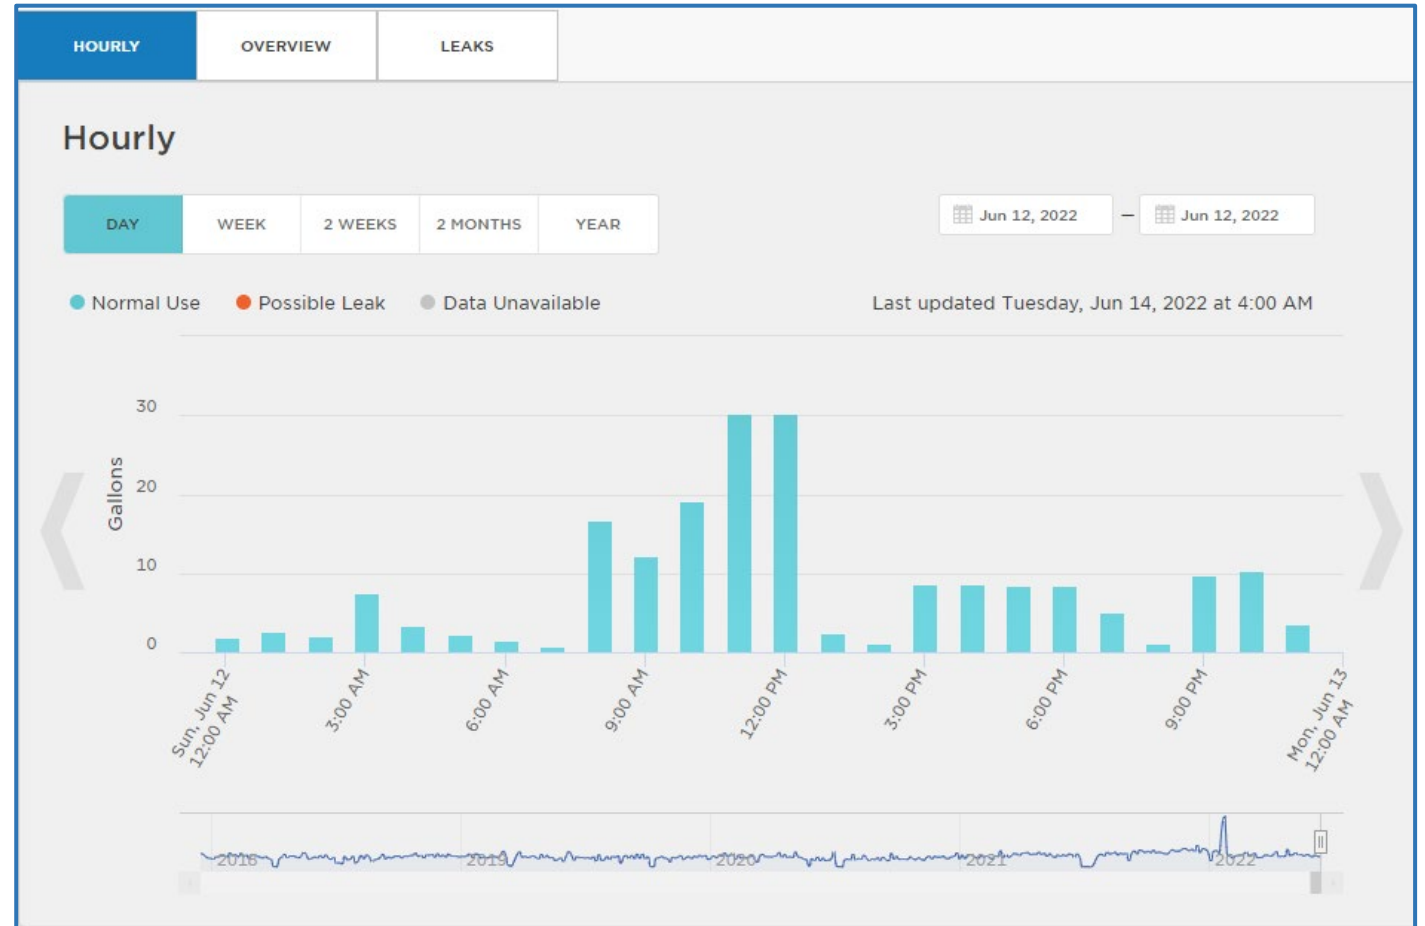 HOURLY OVERVIEW LEAKS
Hourly
DAY WEEK 2 WEEKS 2 MONTHS YEAR
Jun 12, 2022 – Jun 12, 2022
Normal Use Possible Leak Data Unavailable
Last updated Tuesday, Jun 14, 2022 at 4:00 AM
Gallons
30
20
10
0
Sun, Jun 12
12:00 AM
3:00 AM
6:00 AM
9:00 AM
12:00 PM
3:00 PM
6:00 PM
9:00 PM
Mon, Jun 13
12:00 AM
2018 2019 2020 2021 2022